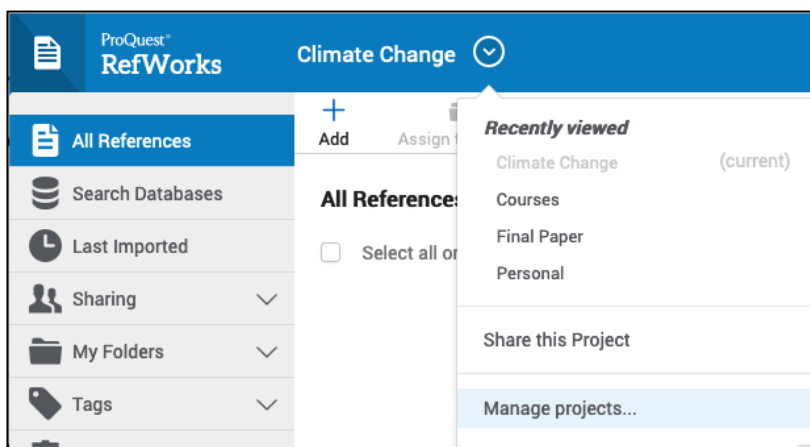 ProQuest®
RefWorks
Climate Change
All References
Search Databases
Last Imported
Sharing
My Folders
Tags
Add
Assign t
All References
Select all or
Recently viewed
Climate Change (current)
Courses
Final Paper
Personal
Share this Project
Manage projects...